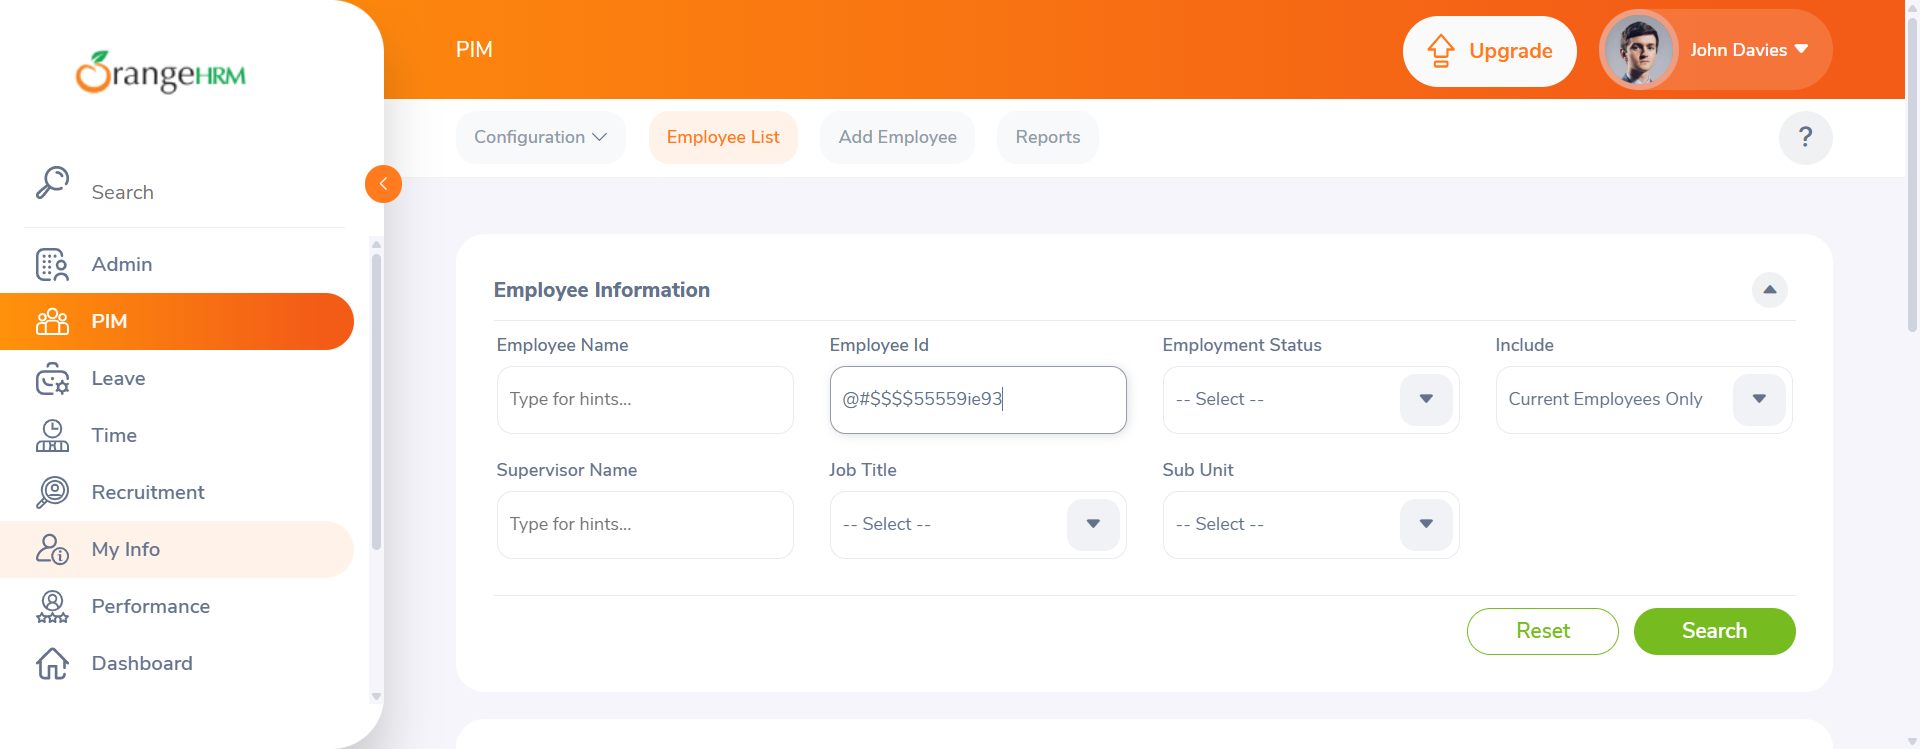 OrangeHRM
PIM
Upgrade
John Davies
Search
Configuration
Employee List
Add Employee
Reports
?
Admin
PIM
Leave
Time
Recruitment
My Info
Performance
Dashboard
Employee Information
Employee Name
Employee Id
Employment Status
Include
Type for hints...
@#$$$$55559ie93
-- Select --
Current Employees Only
Supervisor Name
Job Title
Sub Unit
Type for hints...
-- Select --
-- Select --
Reset
Search